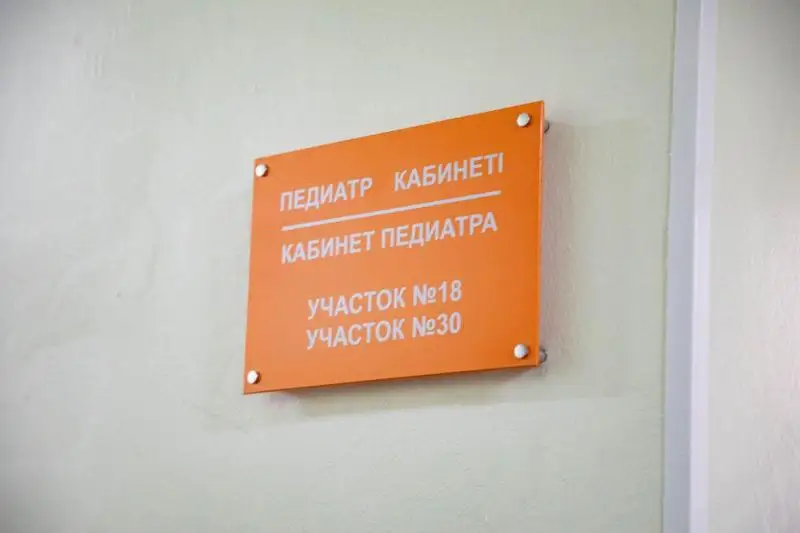 ПЕДИАТР КАБИНЕТІ
КАБИНЕТ ПЕДИАТРА
УЧАСТОК №18
УЧАСТОК №30